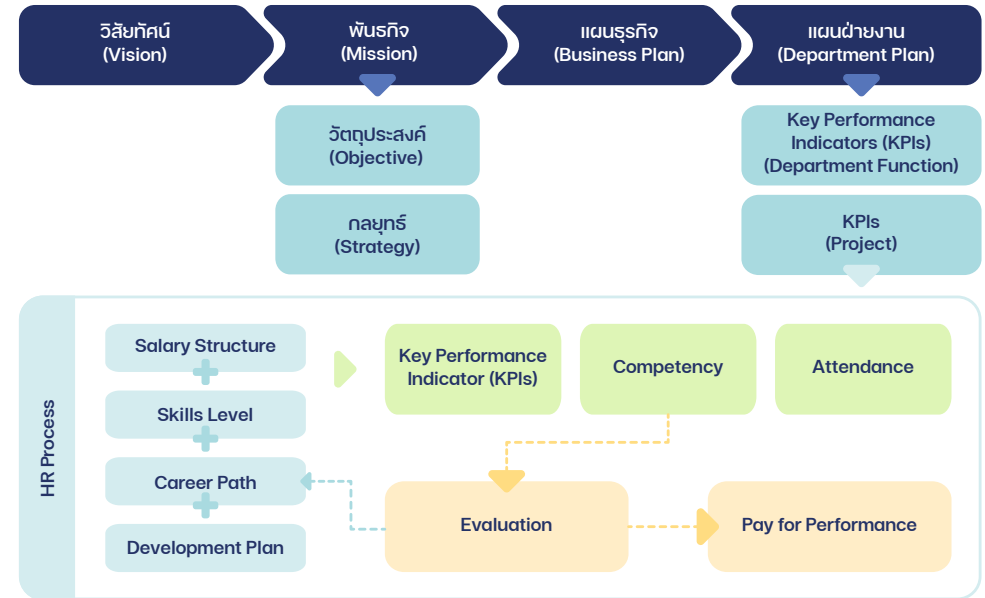 วิสัยทัศน์
(Vision)
พันธกิจ
(Mission)
แผนธุรกิจ
(Business Plan)
แผนฝ่ายงาน
(Department Plan)
วัตถุประสงค์
(Objective)
Key Performance
Indicators (KPIs)
(Department Function)
กลยุทธ์
(Strategy)
KPIs
(Project)
HR Process
Salary Structure
Skills Level
Career Path
Development Plan
Key Performance
Indicator (KPIs)
Competency
Attendance
Evaluation
Pay for Performance